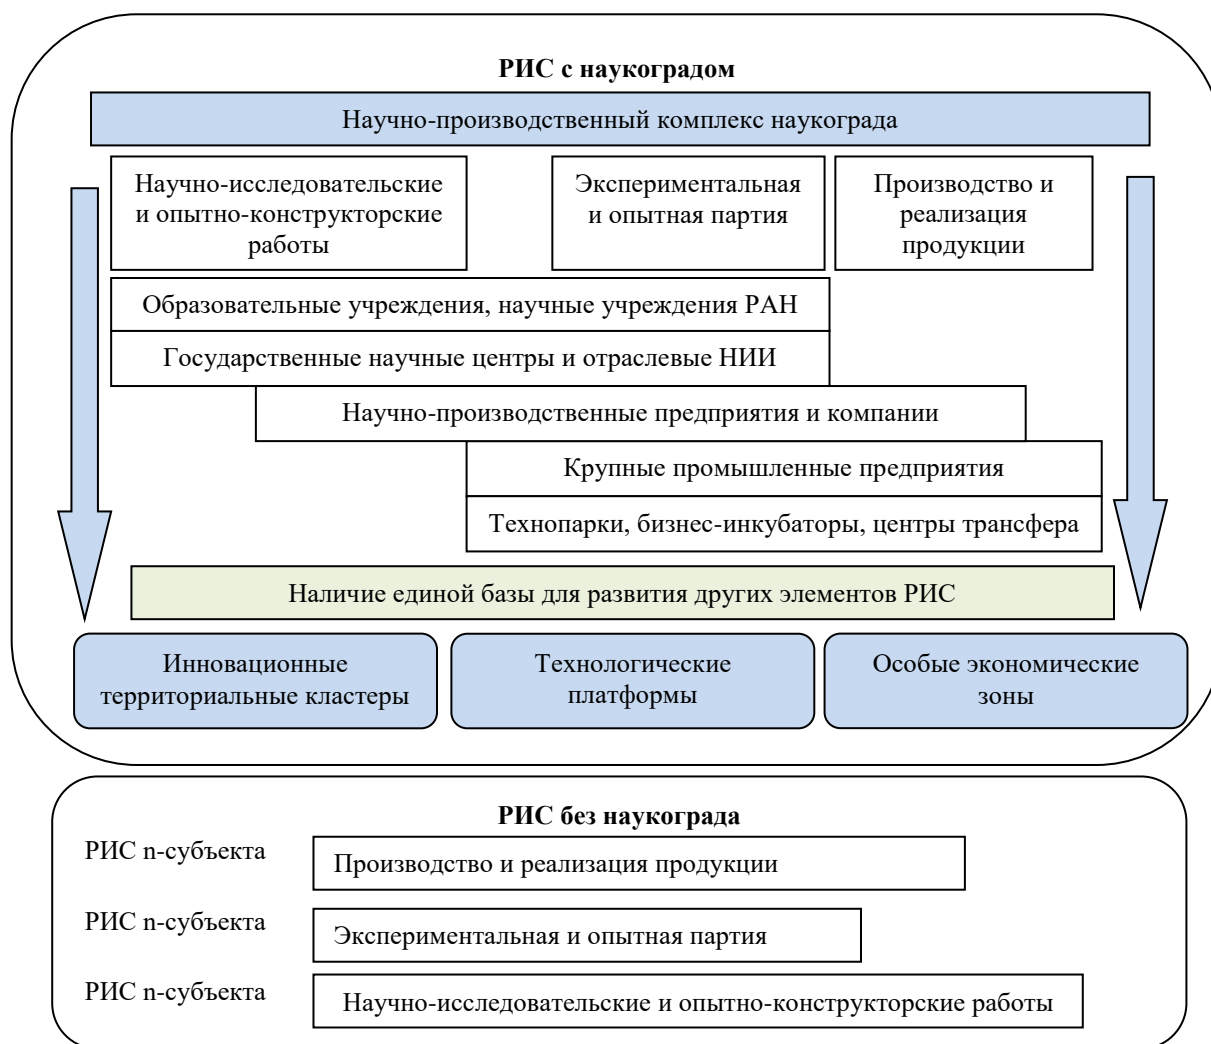 РИС с наукоградом
Научно-производственный комплекс наукограда
Научно-исследовательские
и опытно-конструкторские
работы
Экспериментальная
и опытная партия
Производство и
реализация
продукции
Образовательные учреждения, научные учреждения РАН
Государственные научные центры и отраслевые НИИ
Научно-производственные предприятия и компании
Крупные промышленные предприятия
Технопарки, бизнес-инкубаторы, центры трансфера
Наличие единой базы для развития других элементов РИС
Инновационные
территориальные кластеры
Технологические
платформы
Особые экономические
зоны
РИС без наукограда
РИС n-субъекта
Производство и реализация продукции
РИС n-субъекта
Экспериментальная и опытная партия
РИС n-субъекта
Научно-исследовательские и опытно-конструкторские работы